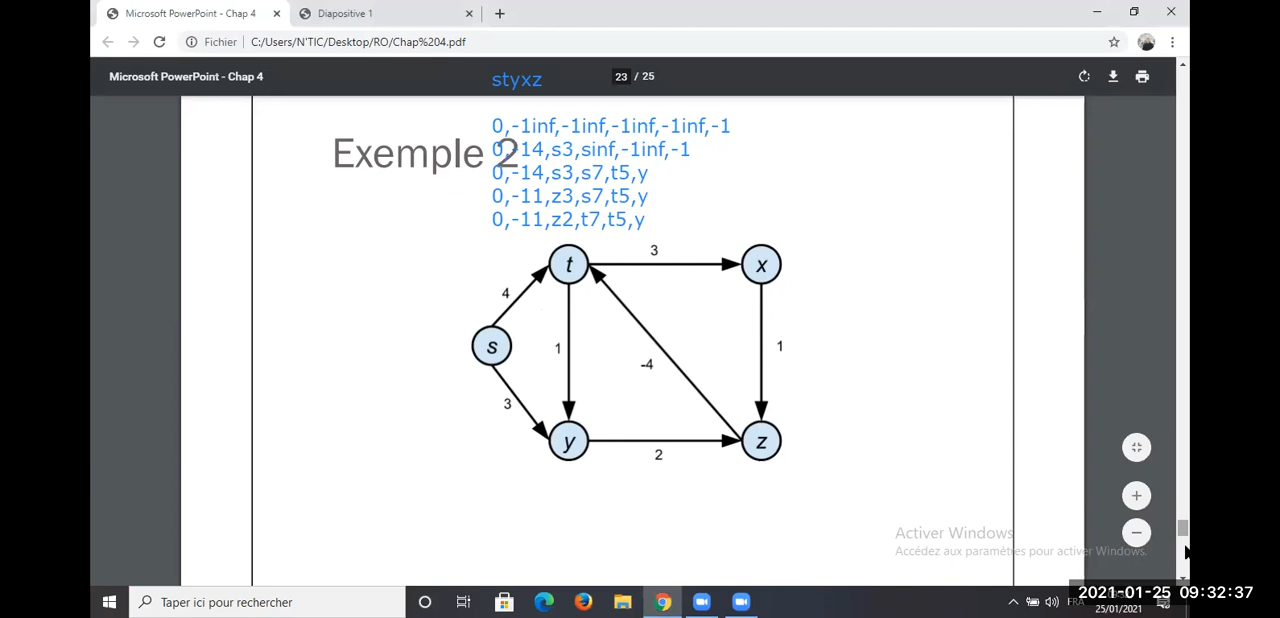 Microsoft PowerPoint - Chap 4
Diapositive 1
Fichier
C:/Users/N'TIC/Desktop/RO/Chap%204.pdf
Microsoft PowerPoint - Chap 4
styxz
23 / 25
0,-1inf,-1inf,-1inf,-1inf,-1
0,-14,s3,sinf,-1inf,-1
Exemple 2
0,-14,s3,s7,t5,y
0,-11,z3,s7,t5,y
0,-11,z2,t7,t5,y
3
t
x
4
s
1
-4
1
3
y
2
z
Activer Windows
Accédez aux paramètres pour activer Windows.
Taper ici pour rechercher
FRA
2021-01-25 09:32:37
25/01/2021